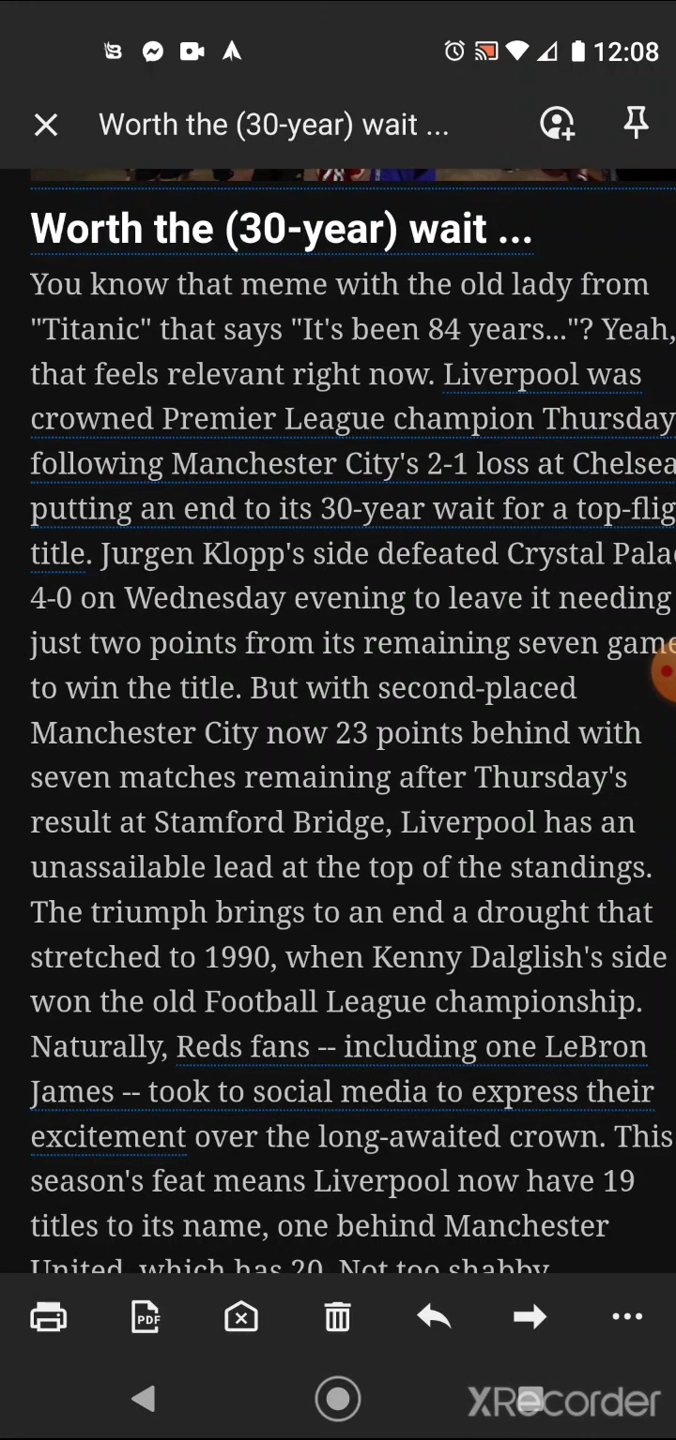 12:08
Worth the (30-year) wait ...
Worth the (30-year) wait ...
You know that meme with the old lady from
"Titanic" that says "It's been 84 years..."? Yeah,
that feels relevant right now. Liverpool was
crowned Premier League champion Thursday
following Manchester City's 2-1 loss at Chelsea
putting an end to its 30-year wait for a top-flig
title. Jurgen Klopp's side defeated Crystal Pala
4-0 on Wednesday evening to leave it needing
just two points from its remaining seven game
to win the title. But with second-placed
Manchester City now 23 points behind with
seven matches remaining after Thursday's
result at Stamford Bridge, Liverpool has an
unassailable lead at the top of the standings.
The triumph brings to an end a drought that
stretched to 1990, when Kenny Dalglish's side
won the old Football League championship.
Naturally, Reds fans -- including one LeBron
James -- took to social media to express their
excitement over the long-awaited crown. This
season's feat means Liverpool now have 19
titles to its name, one behind Manchester
United, which has 20. Not too shabby
PDF
XRecorder